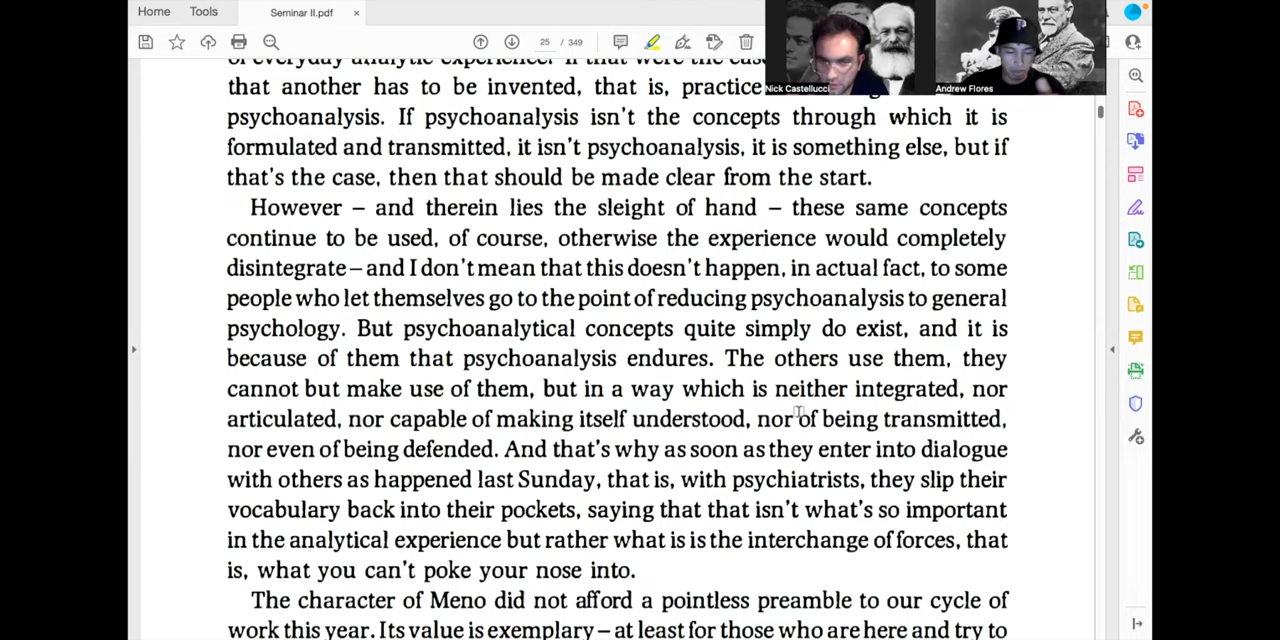 Home Tools Seminar II.pdf ×
25 / 349
of everyday analytic experience? If that were the case
that another has to be invented, that is, practice
psychoanalysis. If psychoanalysis isn't the concepts through which it is
formulated and transmitted, it isn't psychoanalysis, it is something else, but if
that's the case, then that should be made clear from the start.
However – and therein lies the sleight of hand – these same concepts
continue to be used, of course, otherwise the experience would completely
disintegrate – and I don't mean that this doesn't happen, in actual fact, to some
people who let themselves go to the point of reducing psychoanalysis to general
psychology. But psychoanalytical concepts quite simply do exist, and it is
because of them that psychoanalysis endures. The others use them, they
cannot but make use of them, but in a way which is neither integrated, nor
articulated, nor capable of making itself understood, nor of being transmitted,
nor even of being defended. And that's why as soon as they enter into dialogue
with others as happened last Sunday, that is, with psychiatrists, they slip their
vocabulary back into their pockets, saying that that isn't what's so important
in the analytical experience but rather what is is the interchange of forces, that
is, what you can't poke your nose into.
The character of Meno did not afford a pointless preamble to our cycle of
work this year. Its value is exemplary – at least for those who are here and try to
Nick Castellucci
Andrew Flores